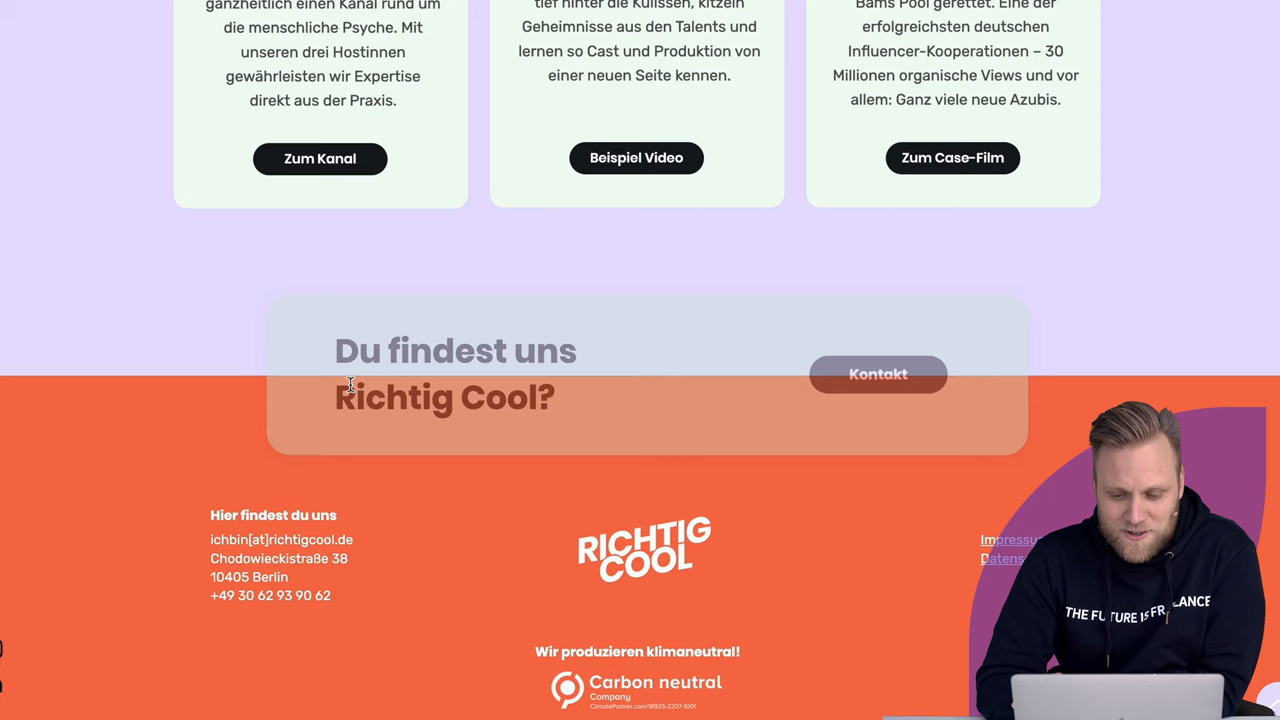 ganzheitlich einen Kanal rund um
die menschliche Psyche. Mit
unseren drei Hostinnen
gewährleisten wir Expertise
direkt aus der Praxis.
Zum Kanal
tief hinter die Kulissen, kitzeln
Geheimnisse aus den Talents und
lernen so Cast und Produktion von
einer neuen Seite kennen.
Beispiel Video
Bams Pool gerettet. Eine der
erfolgreichsten deutschen
Influencer-Kooperationen – 30
Millionen organische Views und vor
allem: Ganz viele neue Azubis.
Zum Case-Film
Du findest uns
Richtig Cool?
Kontakt
Hier findest du uns
ichbin[at]richtigcool.de
Chodowieckistraße 38
10405 Berlin
+49 30 62 93 90 62
RICHTIG
COOL
Wir produzieren klimaneutral!
Carbon neutral
Company
ClimatePartner.com/18925-2207-1001
THE FUTURE IS FR LANCE